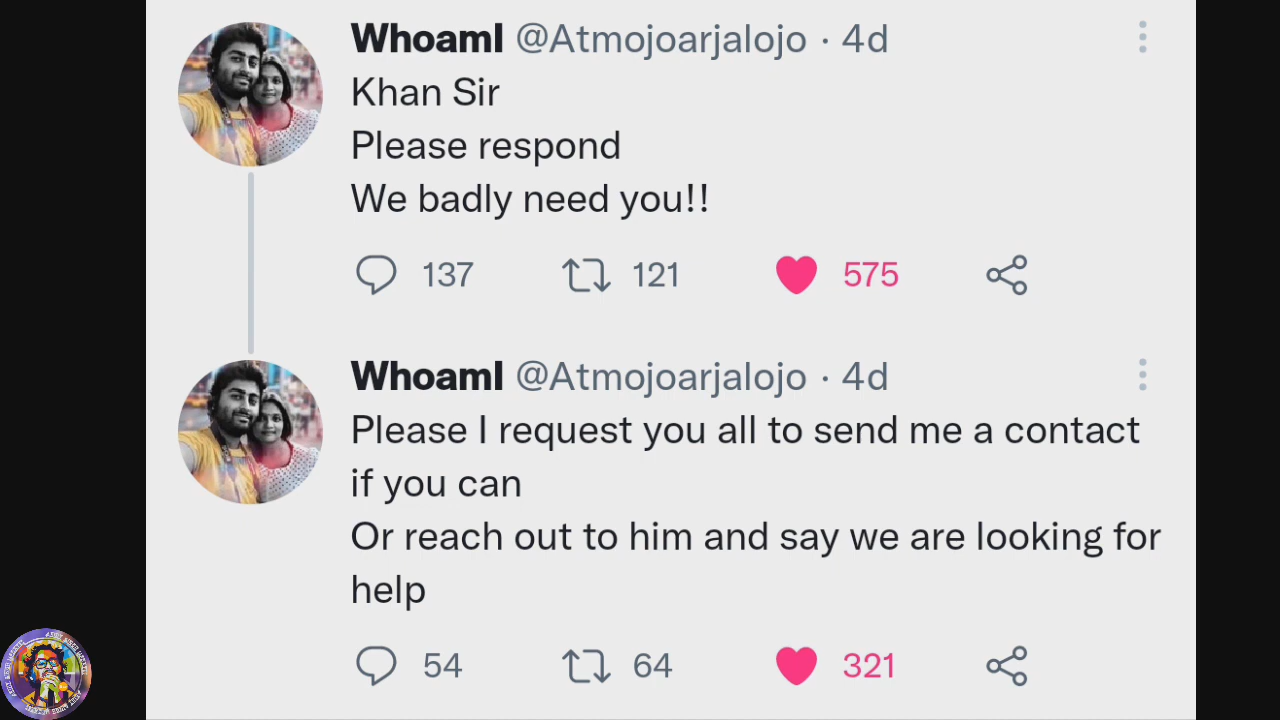 WhoamI @Atmojoarjalojo · 4d
Khan Sir
Please respond
We badly need you!!
137 121 575
WhoamI @Atmojoarjalojo · 4d
Please I request you all to send me a contact
if you can
Or reach out to him and say we are looking for
help
54 64 321